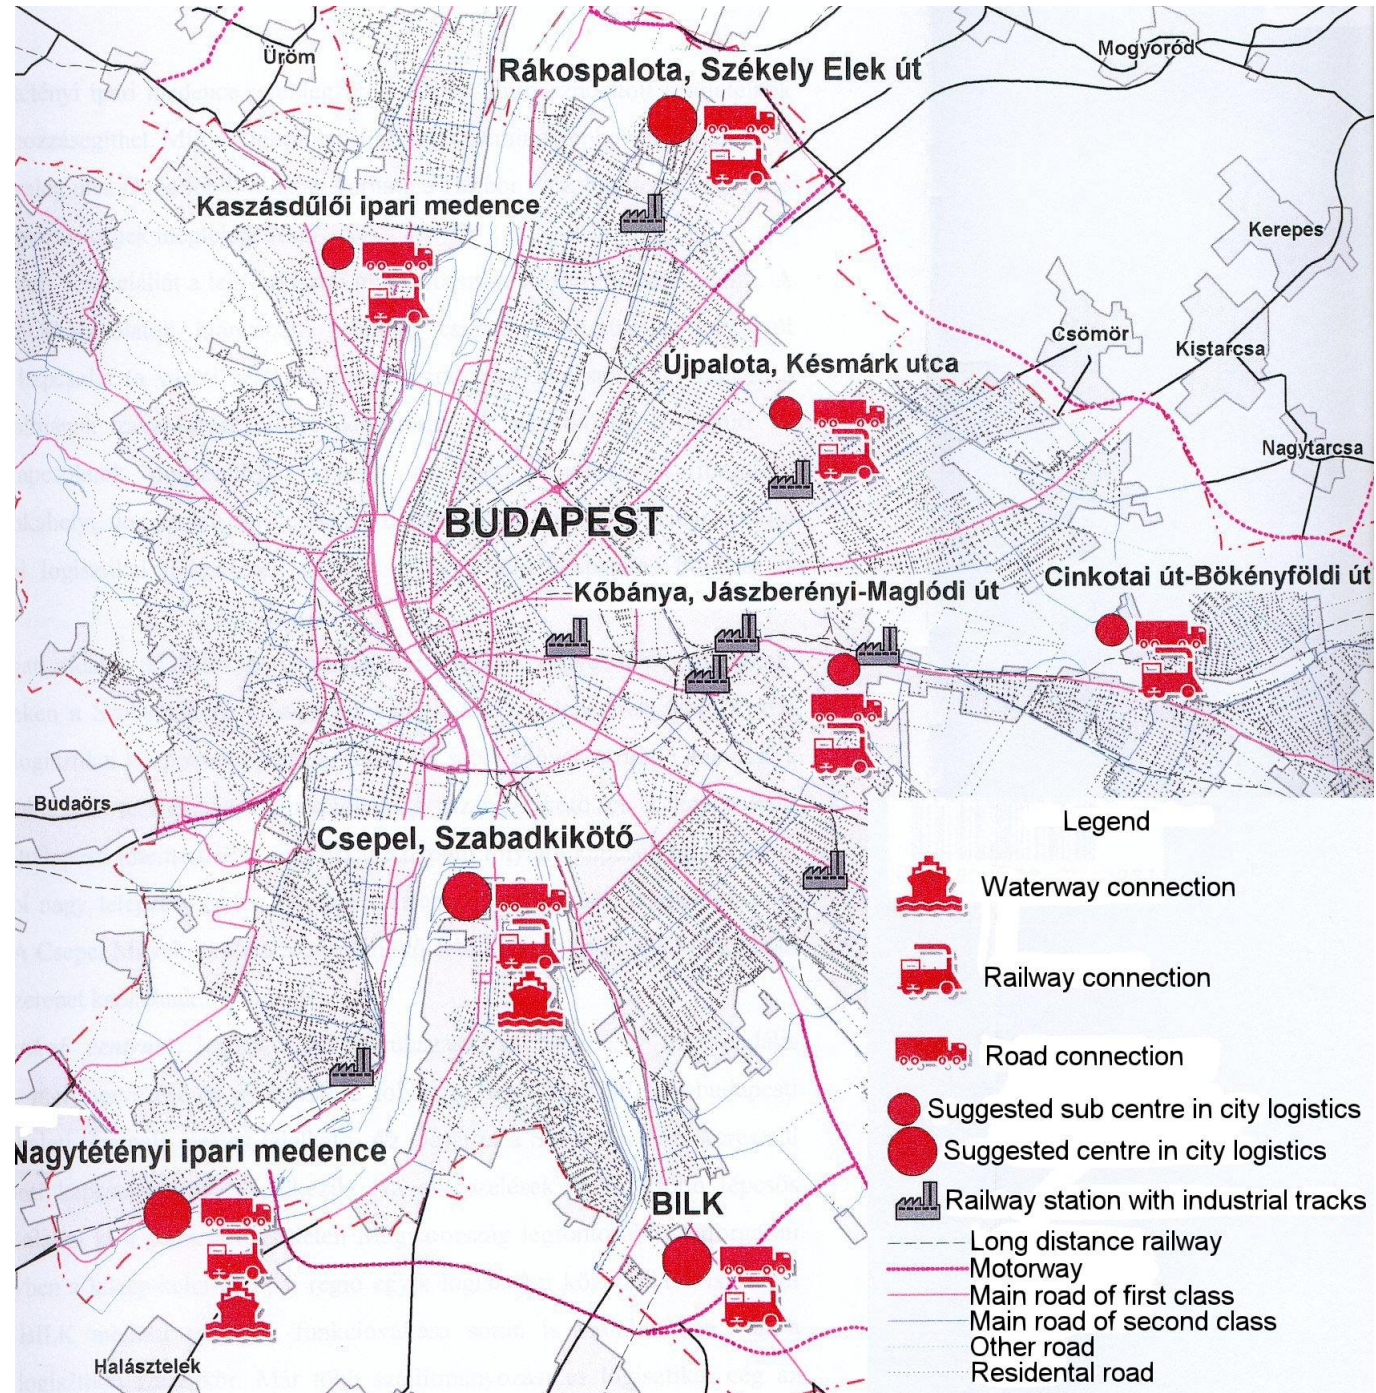 Üröm
Mogyoród
Rákospalota, Székely Elek út
Kaszásdűlői ipari medence
Kerepes
Csömör
Kistarcsa
Újpalota, Késmárk utca
Nagytarcsa
BUDAPEST
Cinkotai út-Bökényföldi út
Kőbánya, Jászberényi-Maglódi út
Budaörs
Csepel, Szabadkikötő
Nagytétényi ipari medence
BILK
Halásztelek
Legend
Waterway connection
Railway connection
Road connection
Suggested sub centre in city logistics
Suggested centre in city logistics
Railway station with industrial tracks
Long distance railway
Motorway
Main road of first class
Main road of second class
Other road
Residental road